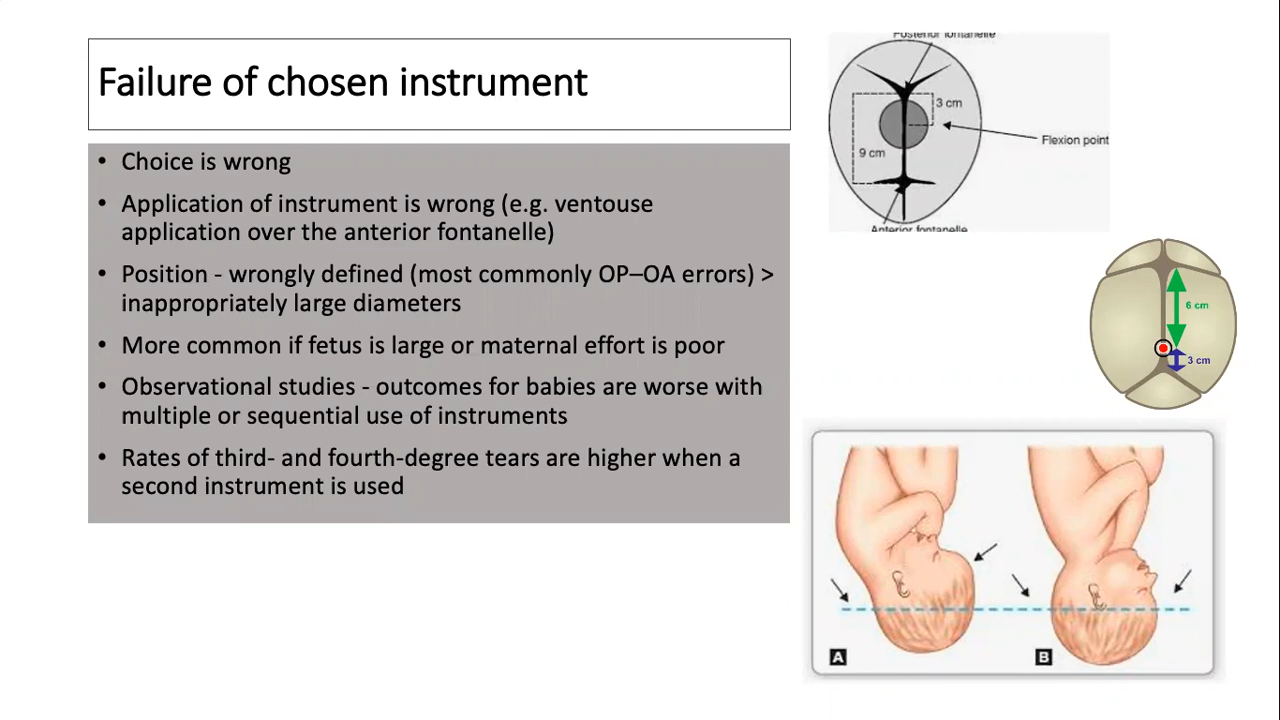 Failure of chosen instrument
• Choice is wrong
• Application of instrument is wrong (e.g. ventouse
application over the anterior fontanelle)
• Position - wrongly defined (most commonly OP–OA errors) >
inappropriately large diameters
• More common if fetus is large or maternal effort is poor
• Observational studies - outcomes for babies are worse with
multiple or sequential use of instruments
• Rates of third- and fourth-degree tears are higher when a
second instrument is used
Posterior fontanelle
3 cm
Flexion point
9 cm
Anterior fontanelle
6 cm
3 cm
A
B